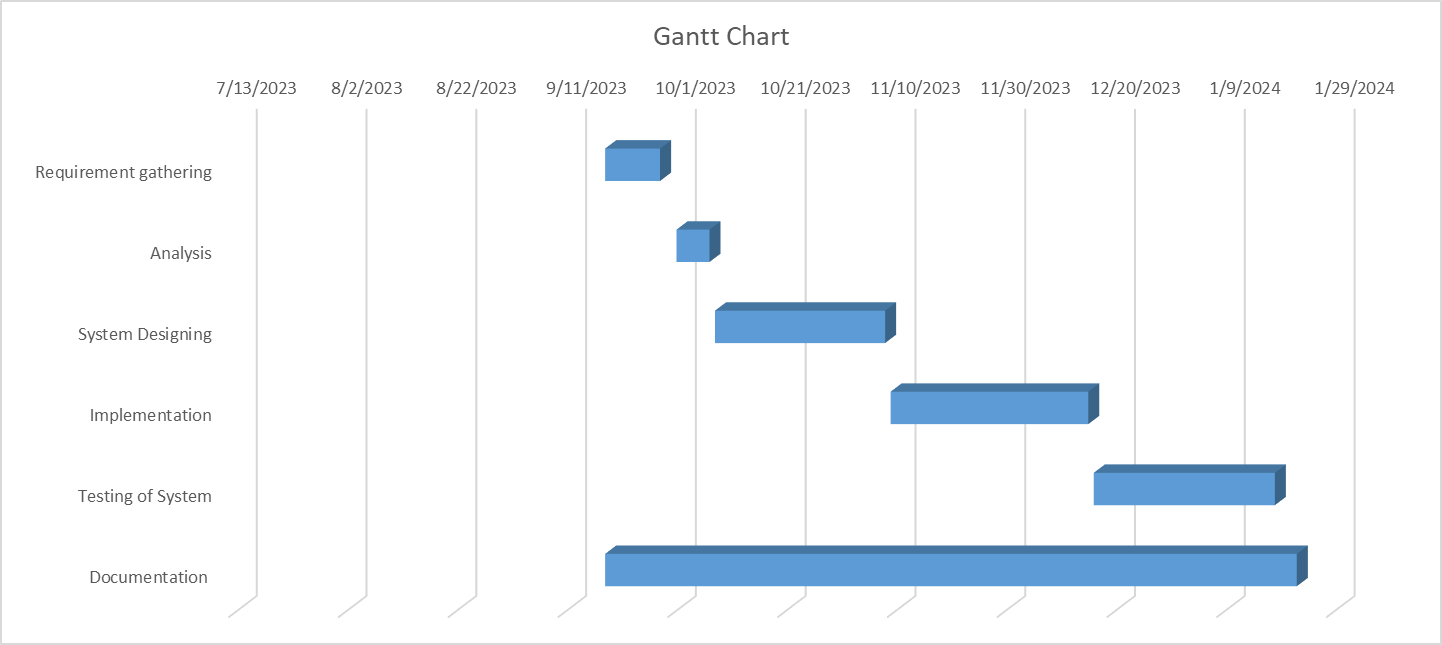 Gantt Chart
7/13/2023 8/2/2023 8/22/2023 9/11/2023 10/1/2023 10/21/2023 11/10/2023 11/30/2023 12/20/2023 1/9/2024 1/29/2024
Requirement gathering
Analysis
System Designing
Implementation
Testing of System
Documentation